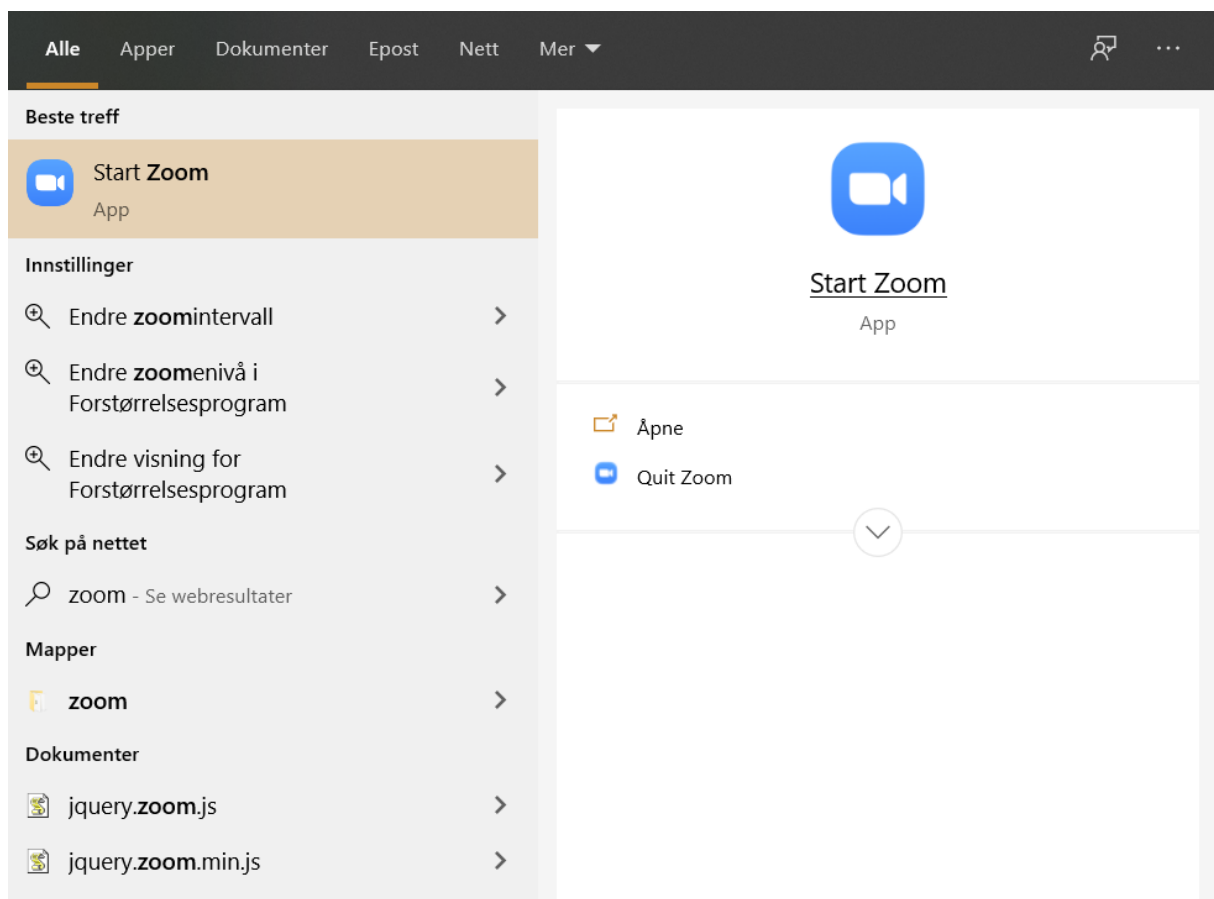 Alle Apper Dokumenter Epost Nett Mer
Beste treff
Start Zoom
App
Innstillinger
Endre zoomintervall
Endre zoomenivå i
Forstørrelsesprogram
Endre visning for
Forstørrelsesprogram
Søk på nettet
zoom - Se webresultater
Mapper
zoom
Dokumenter
jquery.zoom.js
jquery.zoom.min.js
Start Zoom
App
Åpne
Quit Zoom